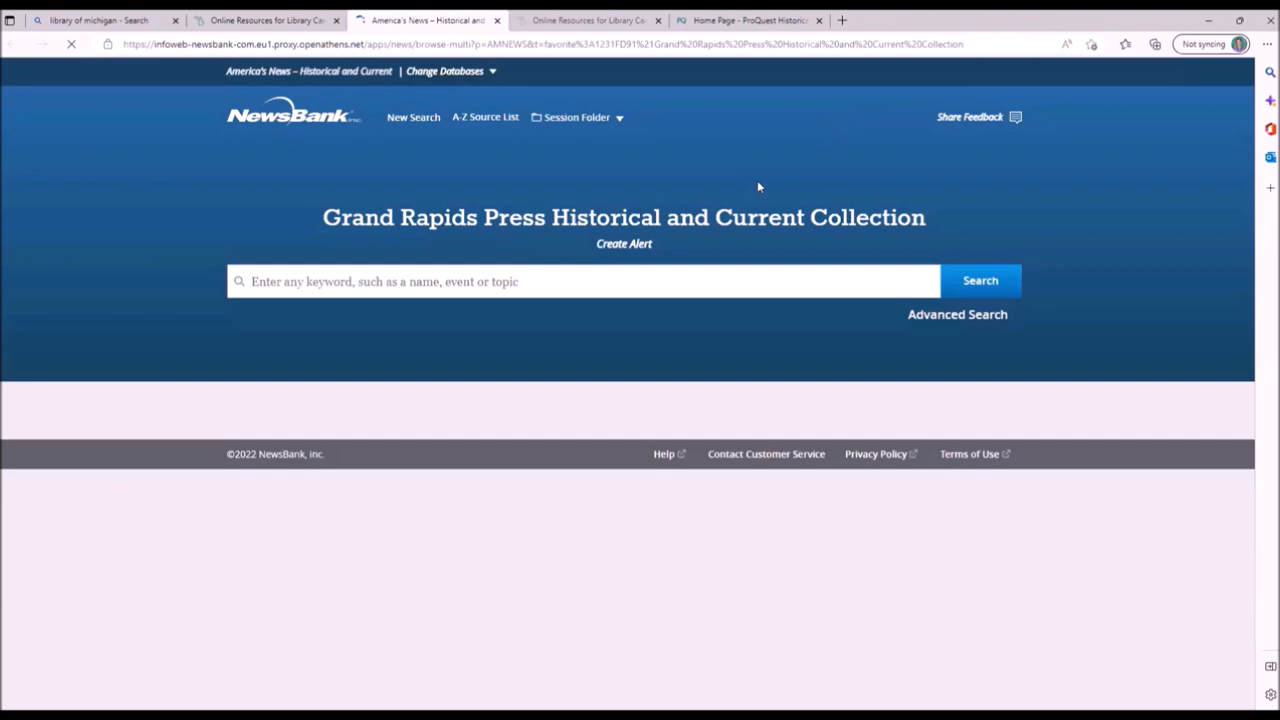 library of michigan - Search
Online Resources for Library Ca
America's News – Historical and
Online Resources for Library Ca
Home Page - ProQuest Historic
https://infoweb-newsbank-com.eu1.proxy.openathens.net/apps/news/browse-multi?p=AMNEWS&t=favorite%3A1231FD91%21Grand%20Rapids%20Press%20Historical%20and%20Current%20Collection
Not syncing
America's News – Historical and Current | Change Databases
NewsBank INC.
New Search
A-Z Source List
Session Folder
Share Feedback
Grand Rapids Press Historical and Current Collection
Create Alert
Enter any keyword, such as a name, event or topic
Search
Advanced Search
©2022 NewsBank, inc.
Help
Contact Customer Service
Privacy Policy
Terms of Use